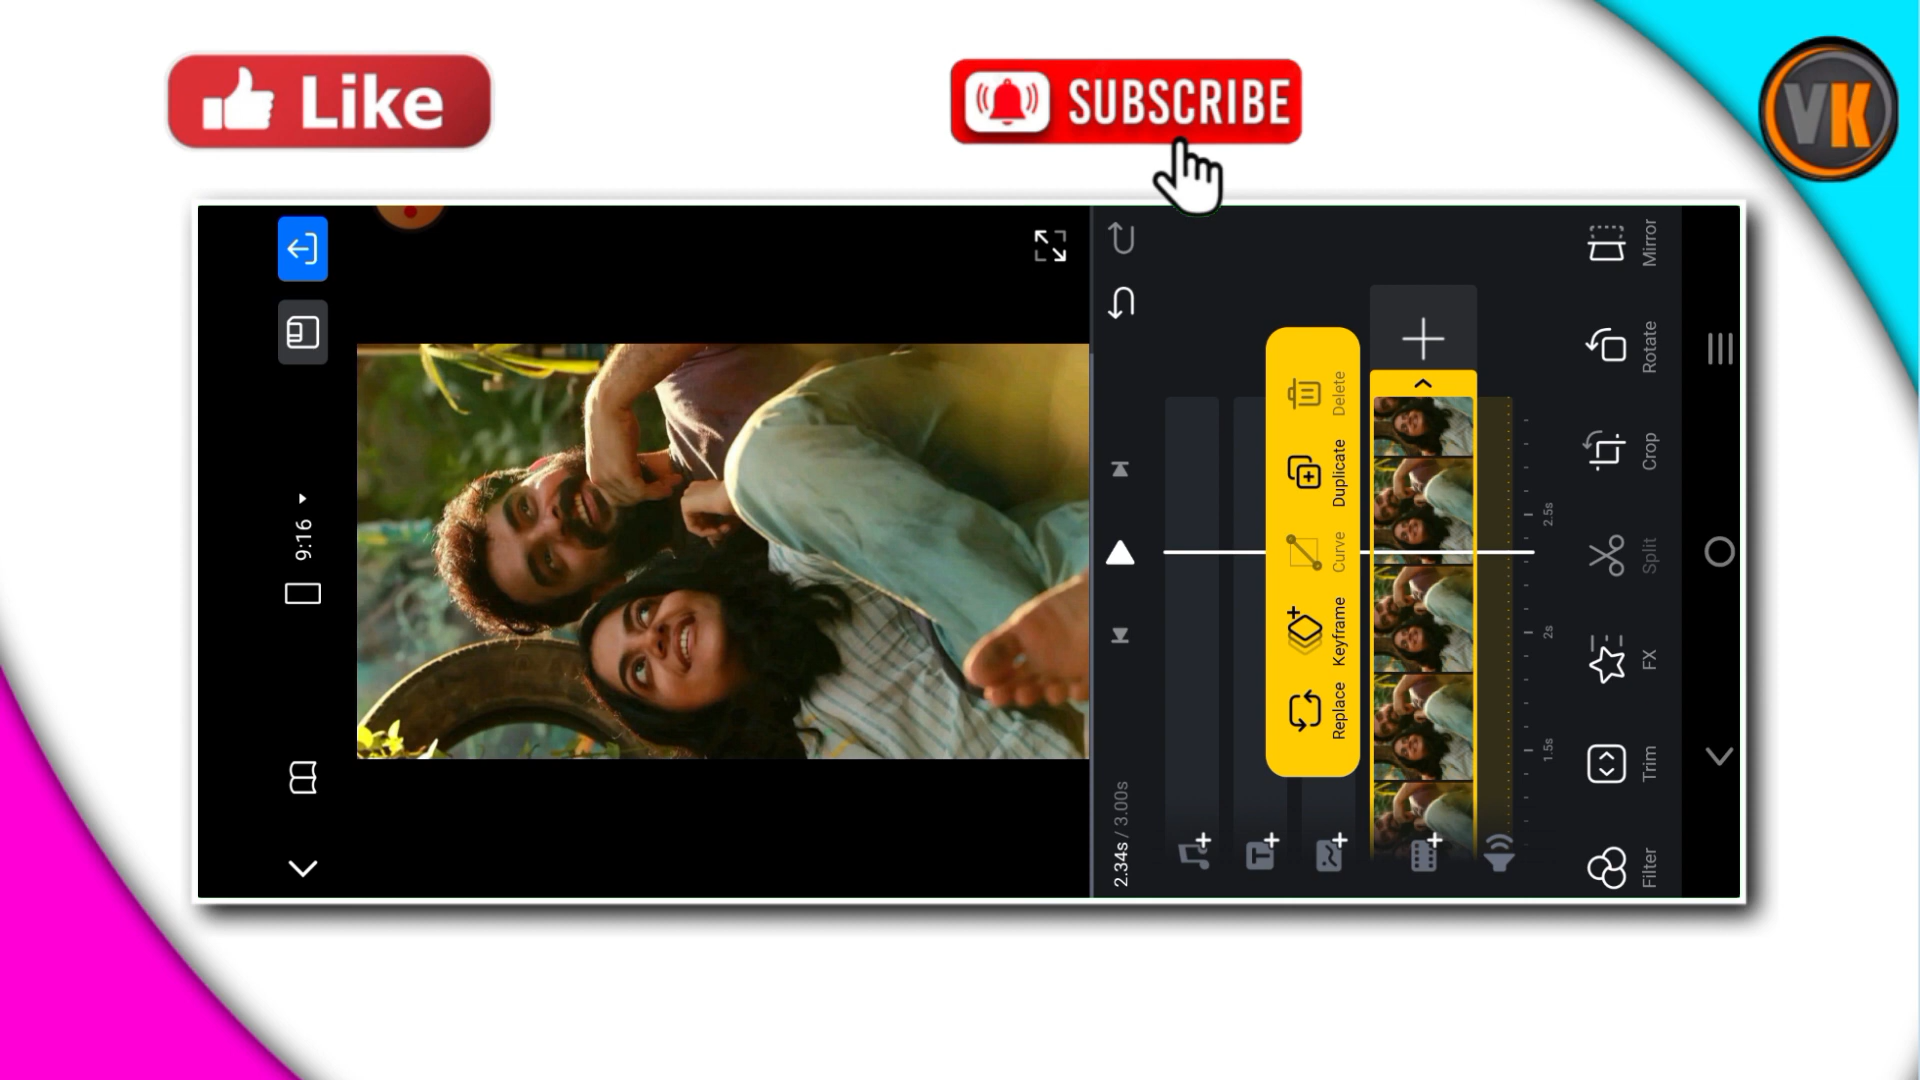 Like
SUBSCRIBE
VK
9:16
2.34s / 3.00s
Replace
Keyframe
Curve
Duplicate
Delete
1.5s
2s
2.5s
Filter
Trim
FX
Split
Crop
Rotate
Mirror